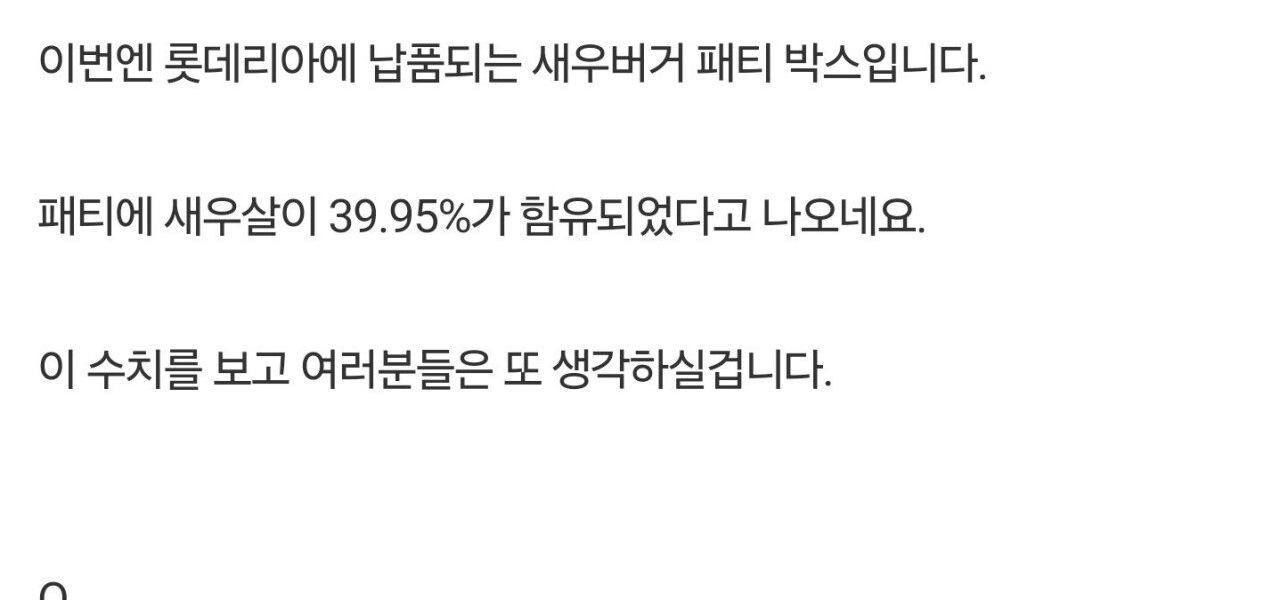 이번엔 롯데리아에 납품되는 새우버거 패티 박스입니다.
패티에 새우살이 39.95%가 함유되었다고 나오네요.
이 수치를 보고 여러분들은 또 생각하실겁니다.